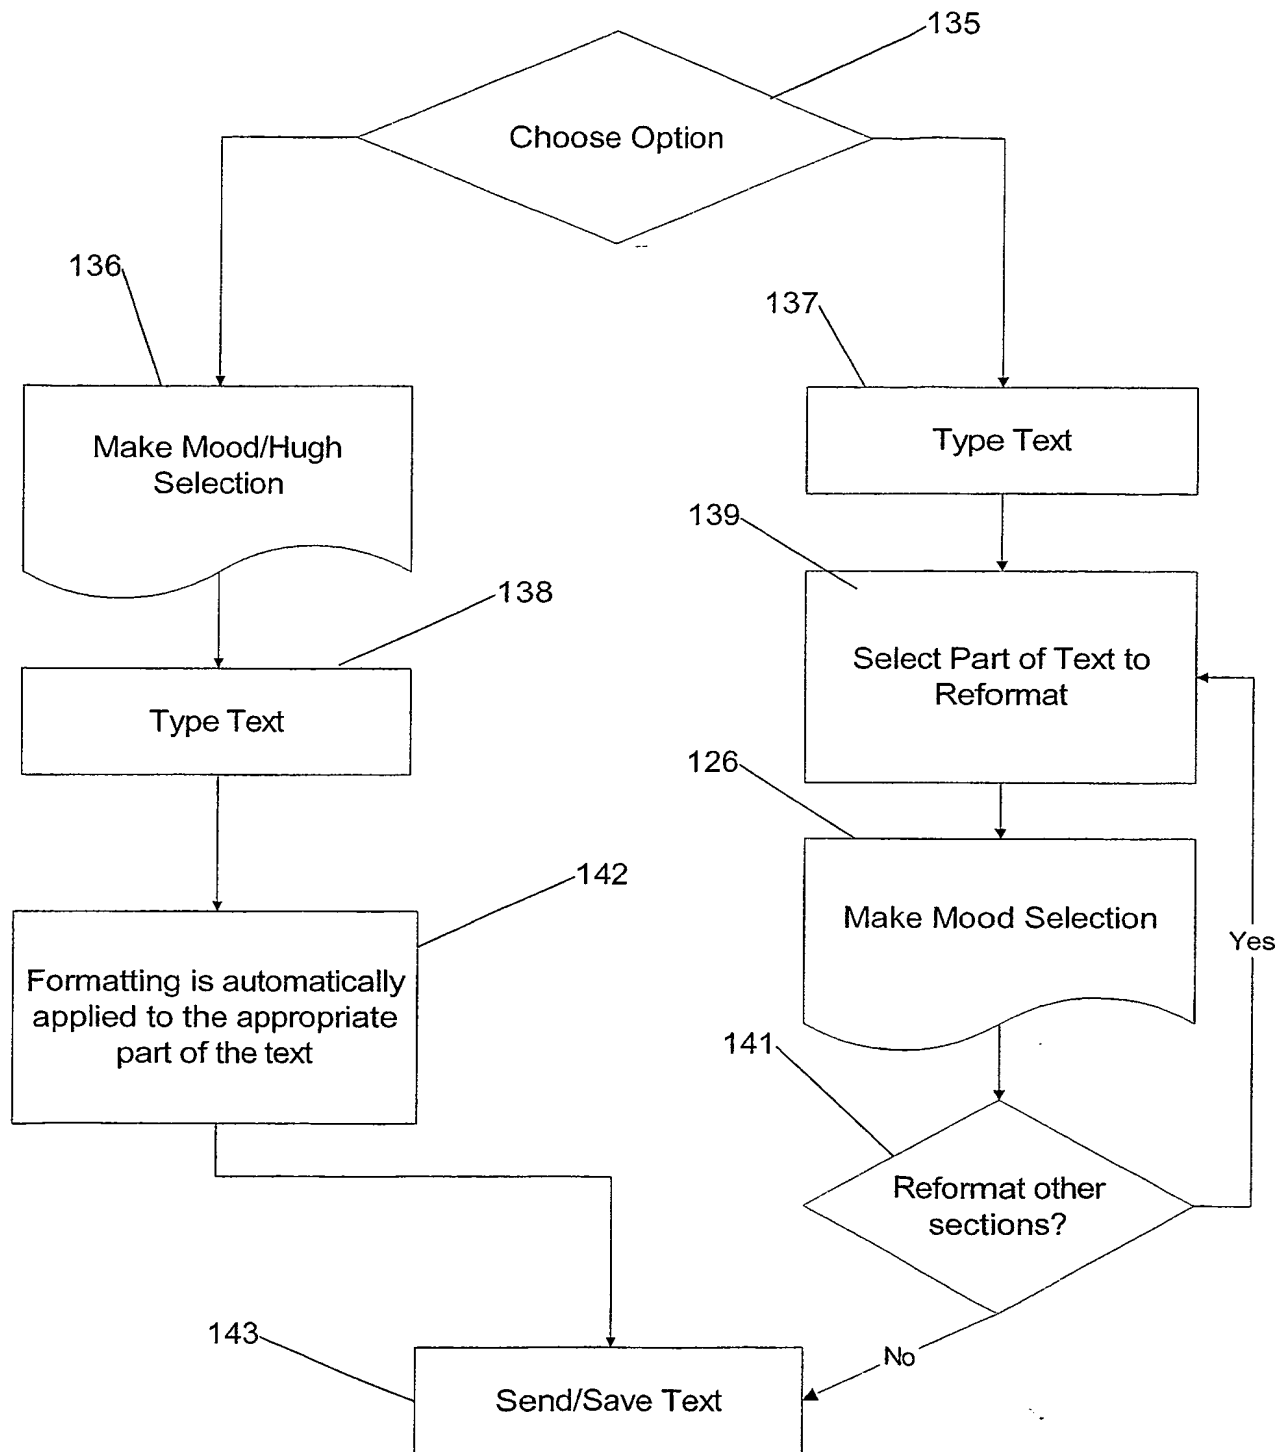 135
Choose Option
136
137
Make Mood/Hugh
Selection
Type Text
139
138
Select Part of Text to
Reformat
Type Text
126
142
Make Mood Selection
Yes
Formatting is automatically
applied to the appropriate
part of the text
141
Reformat other
sections?
143
No
Send/Save Text